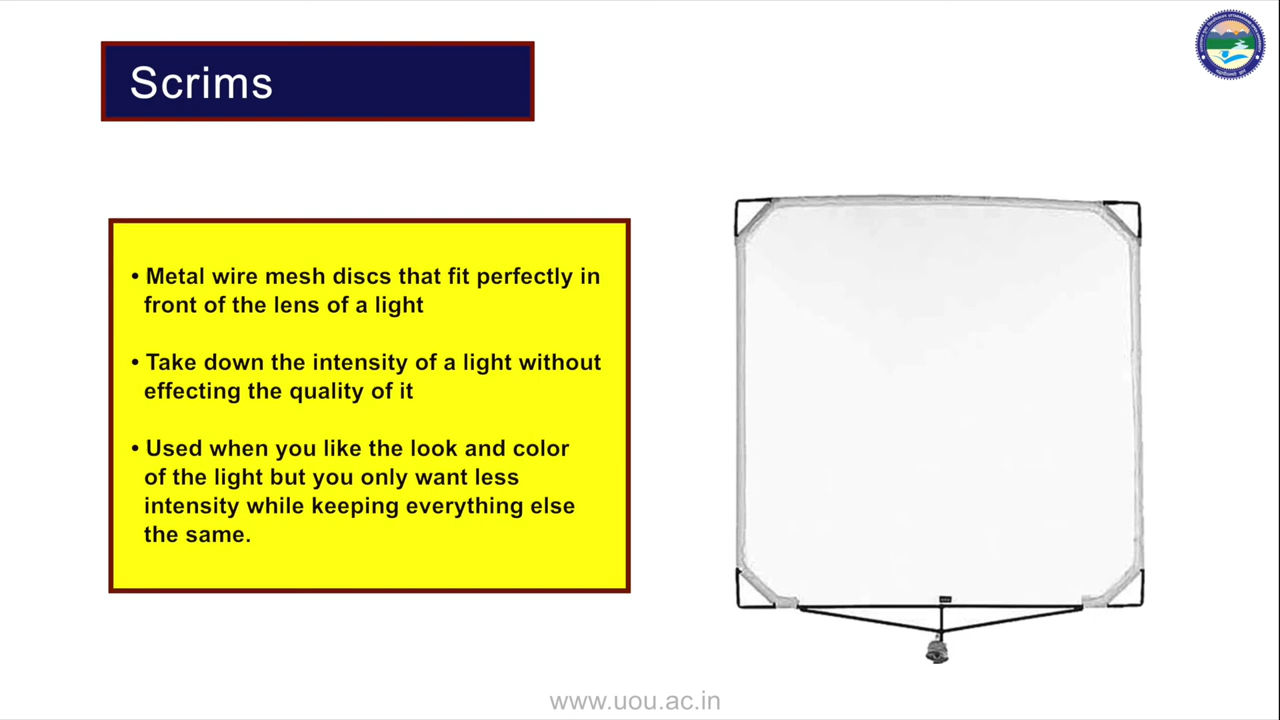 Scrims
• Metal wire mesh discs that fit perfectly in
front of the lens of a light
• Take down the intensity of a light without
effecting the quality of it
• Used when you like the look and color
of the light but you only want less
intensity while keeping everything else
the same.
www.uou.ac.in